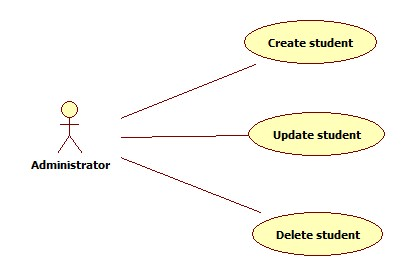 Create student
Administrator
Update student
Delete student